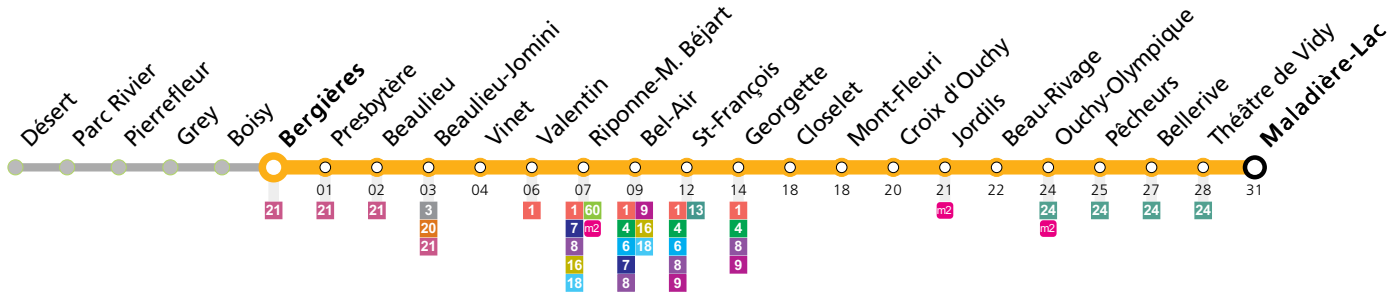 Désert
Parc Rivier
Pierrefleur
Grey
Boisy
Bergières
Presbytère
Beaulieu
Beaulieu-Jomini
Vinet
Valentin
Riponne-M. Béjart
Bel-Air
St-François
Georgette
Closelet
Mont-Fleuri
Croix d'Ouchy
Jordils
Beau-Rivage
Ouchy-Olympique
Pêcheurs
Bellerive
Théâtre de Vidy
Maladière-Lac
01 02 03 04 06 07 09 12 14 18 18 20 21 22 24 25 27 28 31
21 21 21 3 1 1 60 1 9 1 13 1 m2 24 24 24 24
20 7 m2 4 16 4 4 m2
21 8 6 18 6 8
16 7 8 9
18 8 9